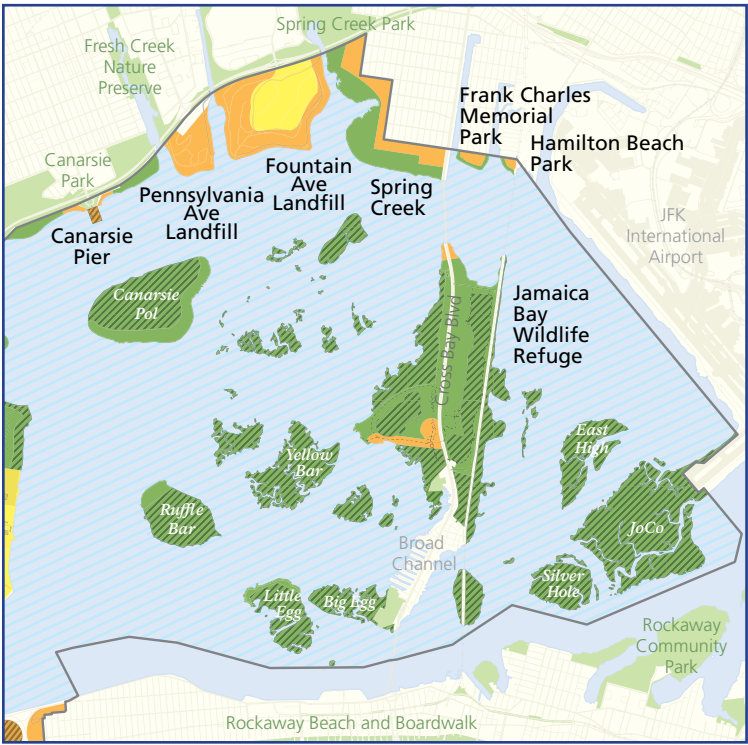 Spring Creek Park
Fresh Creek
Nature
Preserve
Frank Charles
Memorial
Park
Hamilton Beach
Park
Canarsie
Park
Fountain
Ave
Landfill
Spring
Creek
Pennsylvania
Ave
Landfill
Canarsie
Pier
JFK
International
Airport
Canarsie
Pol
Jamaica
Bay
Wildlife
Refuge
Cross Bay Blvd
East
High
Yellow
Bar
Ruffle
Bar
JoCo
Broad
Channel
Silver
Hole
Little
Egg
Big Egg
Rockaway
Community
Park
Rockaway Beach and Boardwalk